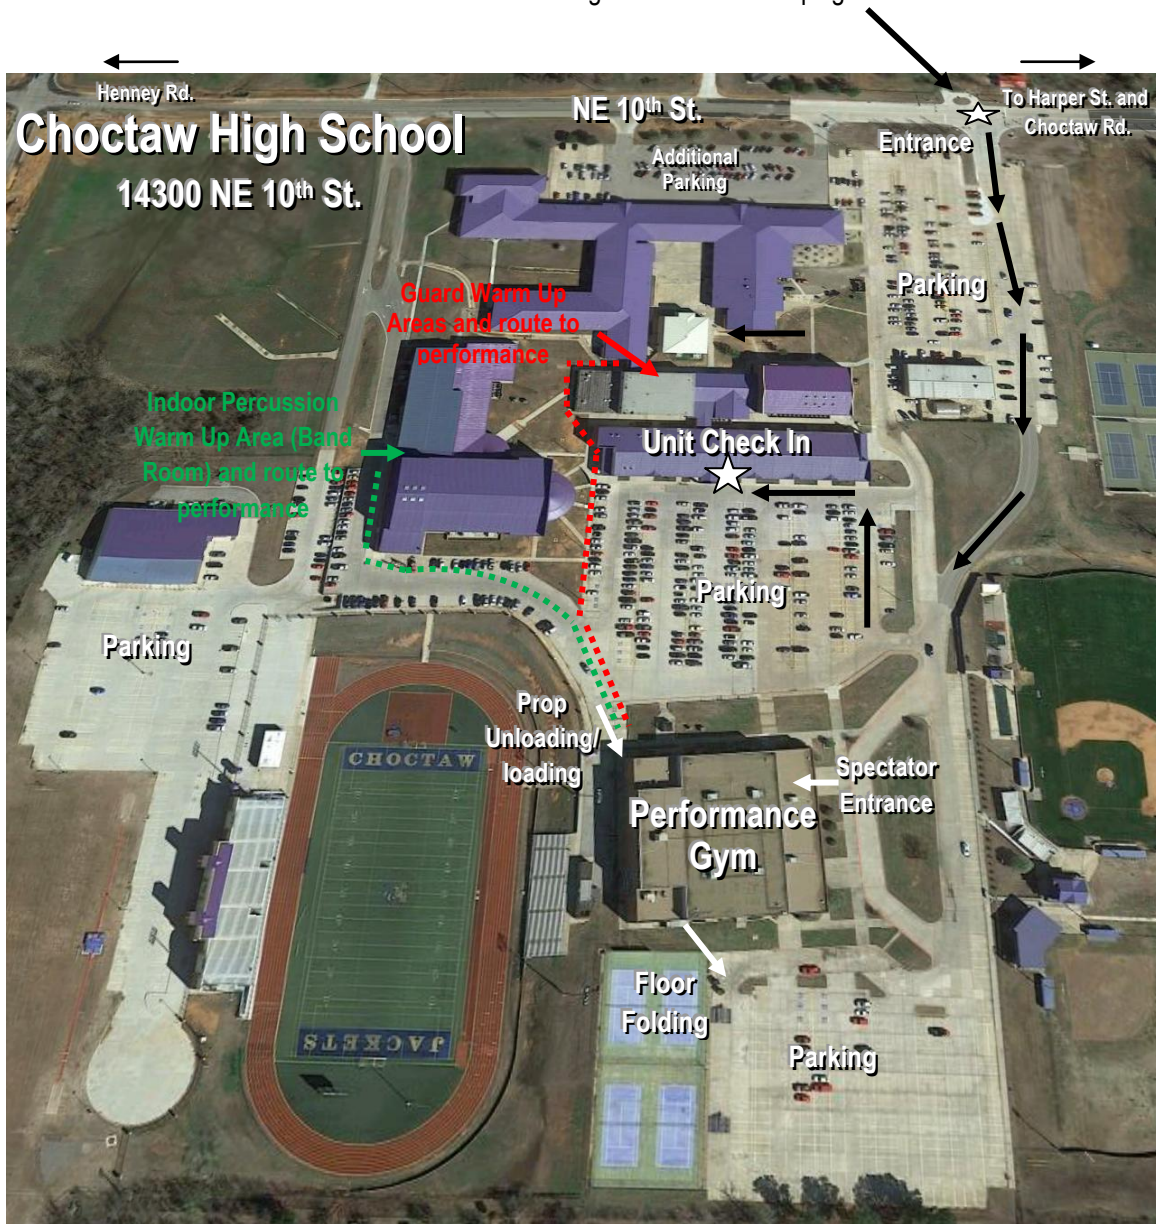 Henney Rd.
NE 10th St.
To Harper St. and
Choctaw Rd.
Choctaw High School
14300 NE 10th St.
Entrance
Additional
Parking
Parking
Guard Warm Up
Areas and route to
performance
Indoor Percussion
Warm Up Area (Band
Room) and route to
performance
Unit Check In
Parking
Parking
Prop
Unloading/
loading
CHOCTAW
Spectator
Entrance
Performance
Gym
Floor
Folding
JACKETS
Parking